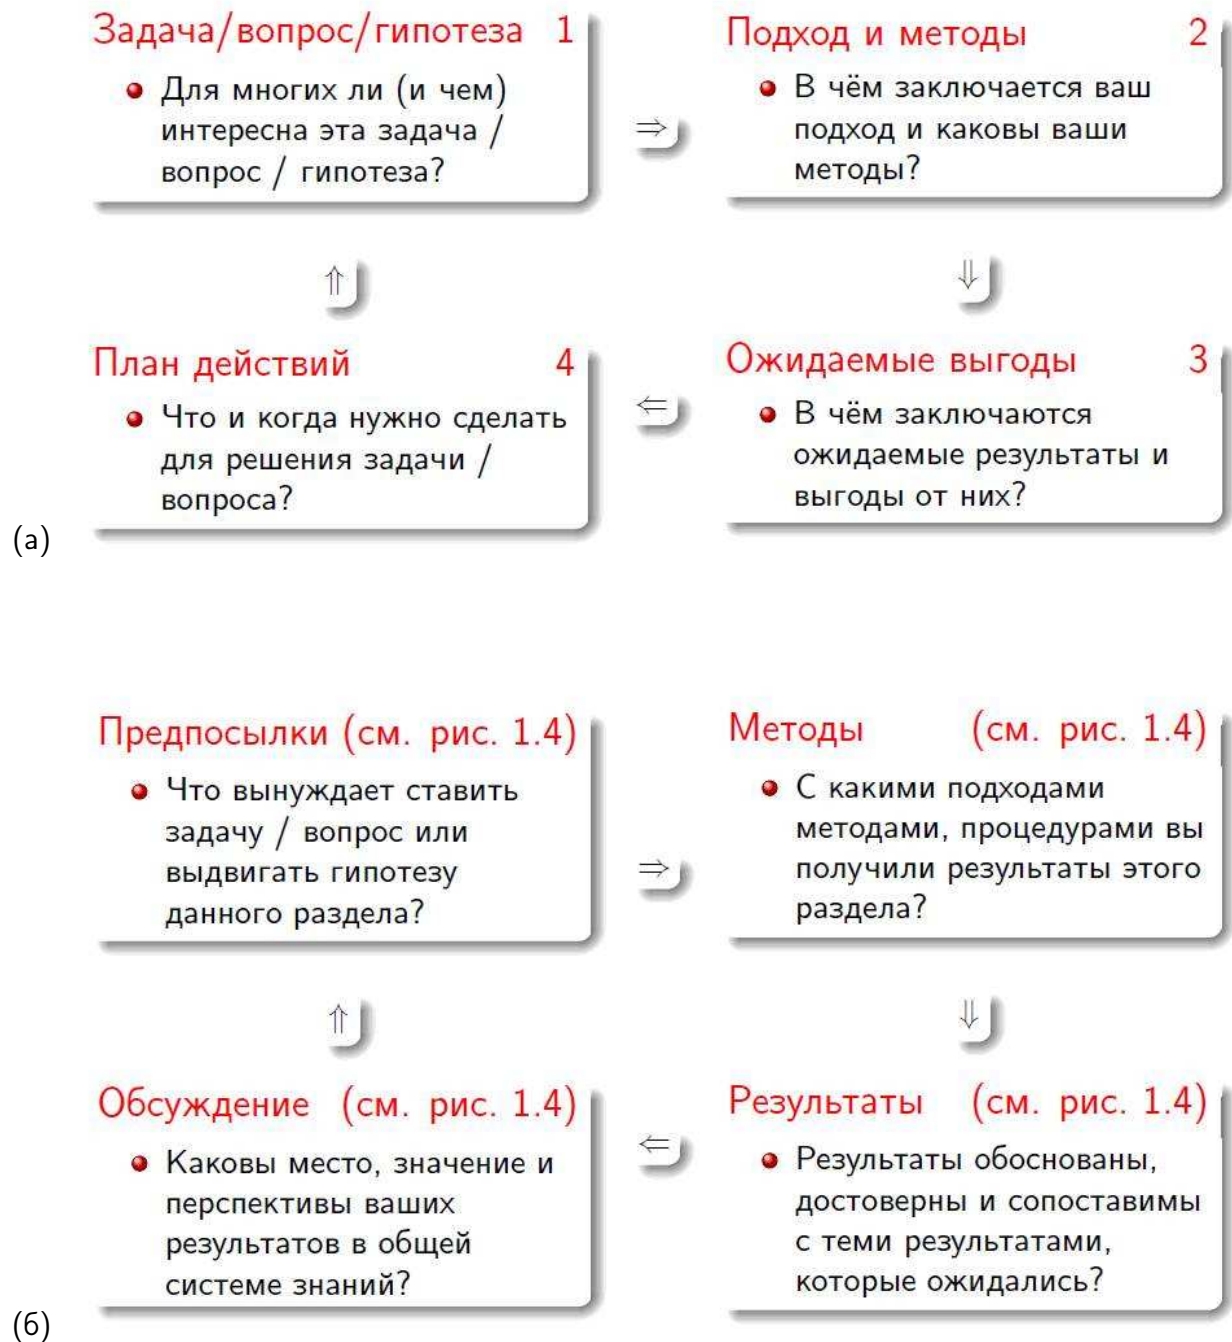 Задача/вопрос/гипотеза 1
• Для многих ли (и чем)
интересна эта задача /
вопрос / гипотеза?
⇒
Подход и методы 2
• В чём заключается ваш
подход и каковы ваши
методы?
⇑
⇓
План действий 4
• Что и когда нужно сделать
для решения задачи /
вопроса?
⇐
Ожидаемые выгоды 3
• В чём заключаются
ожидаемые результаты и
выгоды от них?
(а)
Предпосылки (см. рис. 1.4)
• Что вынуждает ставить
задачу / вопрос или
выдвигать гипотезу
данного раздела?
⇒
Методы (см. рис. 1.4)
• С какими подходами
методами, процедурами вы
получили результаты этого
раздела?
⇑
⇓
Обсуждение (см. рис. 1.4)
• Каковы место, значение и
перспективы ваших
результатов в общей
системе знаний?
⇐
Результаты (см. рис. 1.4)
• Результаты обоснованы,
достоверны и сопоставимы
с теми результатами,
которые ожидались?
(б)